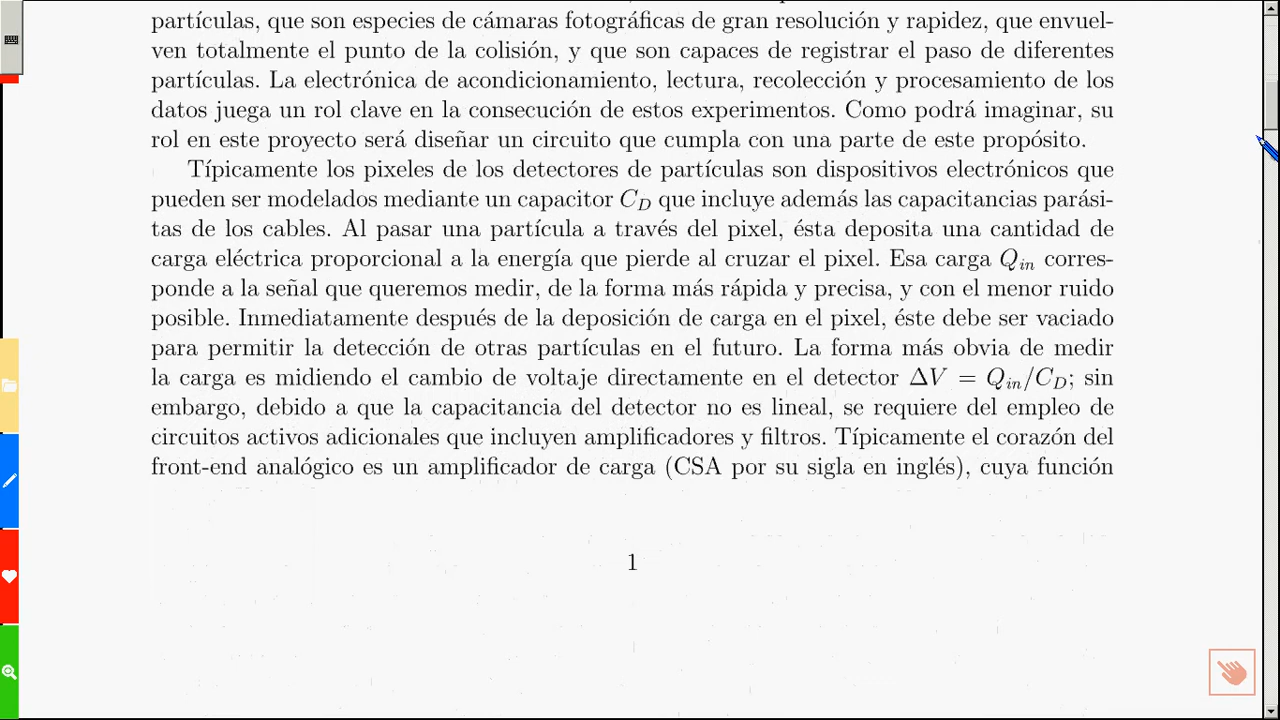 partículas, que son especies de cámaras fotográficas de gran resolución y rapidez, que envuel-
ven totalmente el punto de la colisión, y que son capaces de registrar el paso de diferentes
partículas. La electrónica de acondicionamiento, lectura, recolección y procesamiento de los
datos juega un rol clave en la consecución de estos experimentos. Como podrá imaginar, su
rol en este proyecto será diseñar un circuito que cumpla con una parte de este propósito.
Típicamente los pixeles de los detectores de partículas son dispositivos electrónicos que
pueden ser modelados mediante un capacitor C_D que incluye además las capacitancias parási-
tas de los cables. Al pasar una partícula a través del pixel, ésta deposita una cantidad de
carga eléctrica proporcional a la energía que pierde al cruzar el pixel. Esa carga Q_in corres-
ponde a la señal que queremos medir, de la forma más rápida y precisa, y con el menor ruido
posible. Inmediatamente después de la deposición de carga en el pixel, éste debe ser vaciado
para permitir la detección de otras partículas en el futuro. La forma más obvia de medir
la carga es midiendo el cambio de voltaje directamente en el detector ΔV = Q_in/C_D; sin
embargo, debido a que la capacitancia del detector no es lineal, se requiere del empleo de
circuitos activos adicionales que incluyen amplificadores y filtros. Típicamente el corazón del
front-end analógico es un amplificador de carga (CSA por su sigla en inglés), cuya función
1